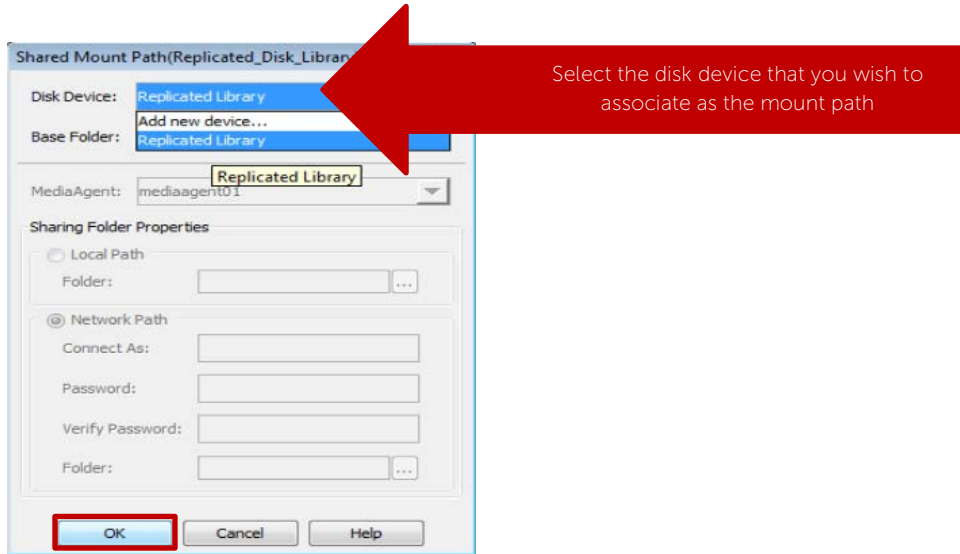 Shared Mount Path(Replicated_Disk_Library
Select the disk device that you wish to
associate as the mount path
Disk Device: Replicated Library
Add new device...
Base Folder: Replicated Library
Replicated Library
MediaAgent: mediaagent01
Sharing Folder Properties
Local Path
Folder: ...
Network Path
Connect As:
Password:
Verify Password:
Folder: ...
OK Cancel Help